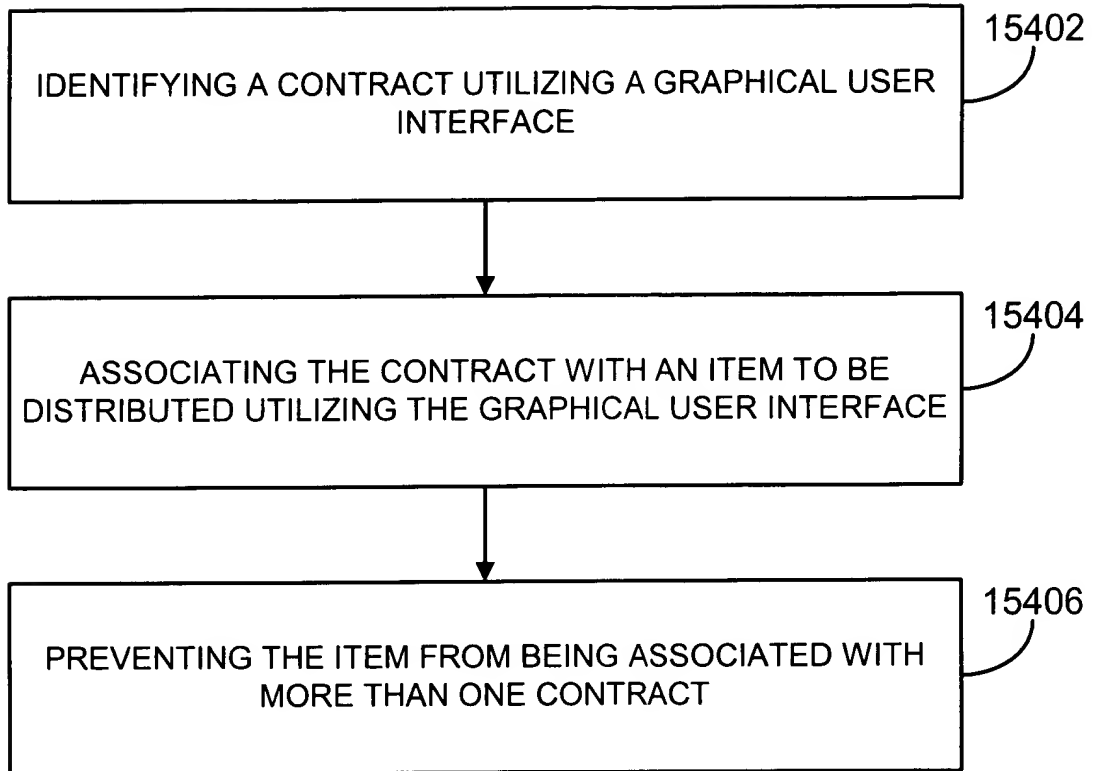 15402
IDENTIFYING A CONTRACT UTILIZING A GRAPHICAL USER
INTERFACE
15404
ASSOCIATING THE CONTRACT WITH AN ITEM TO BE
DISTRIBUTED UTILIZING THE GRAPHICAL USER INTERFACE
15406
PREVENTING THE ITEM FROM BEING ASSOCIATED WITH
MORE THAN ONE CONTRACT